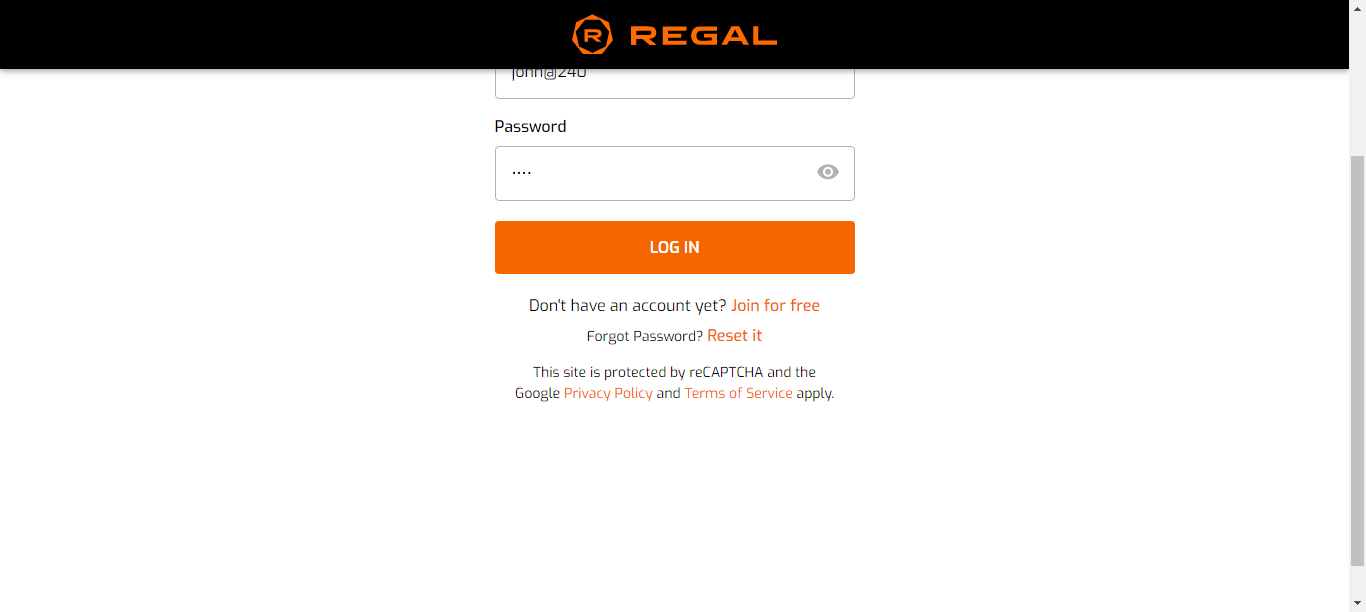 R REGAL
john@240
Password
....
LOG IN
Don't have an account yet? Join for free
Forgot Password? Reset it
This site is protected by reCAPTCHA and the
Google Privacy Policy and Terms of Service apply.